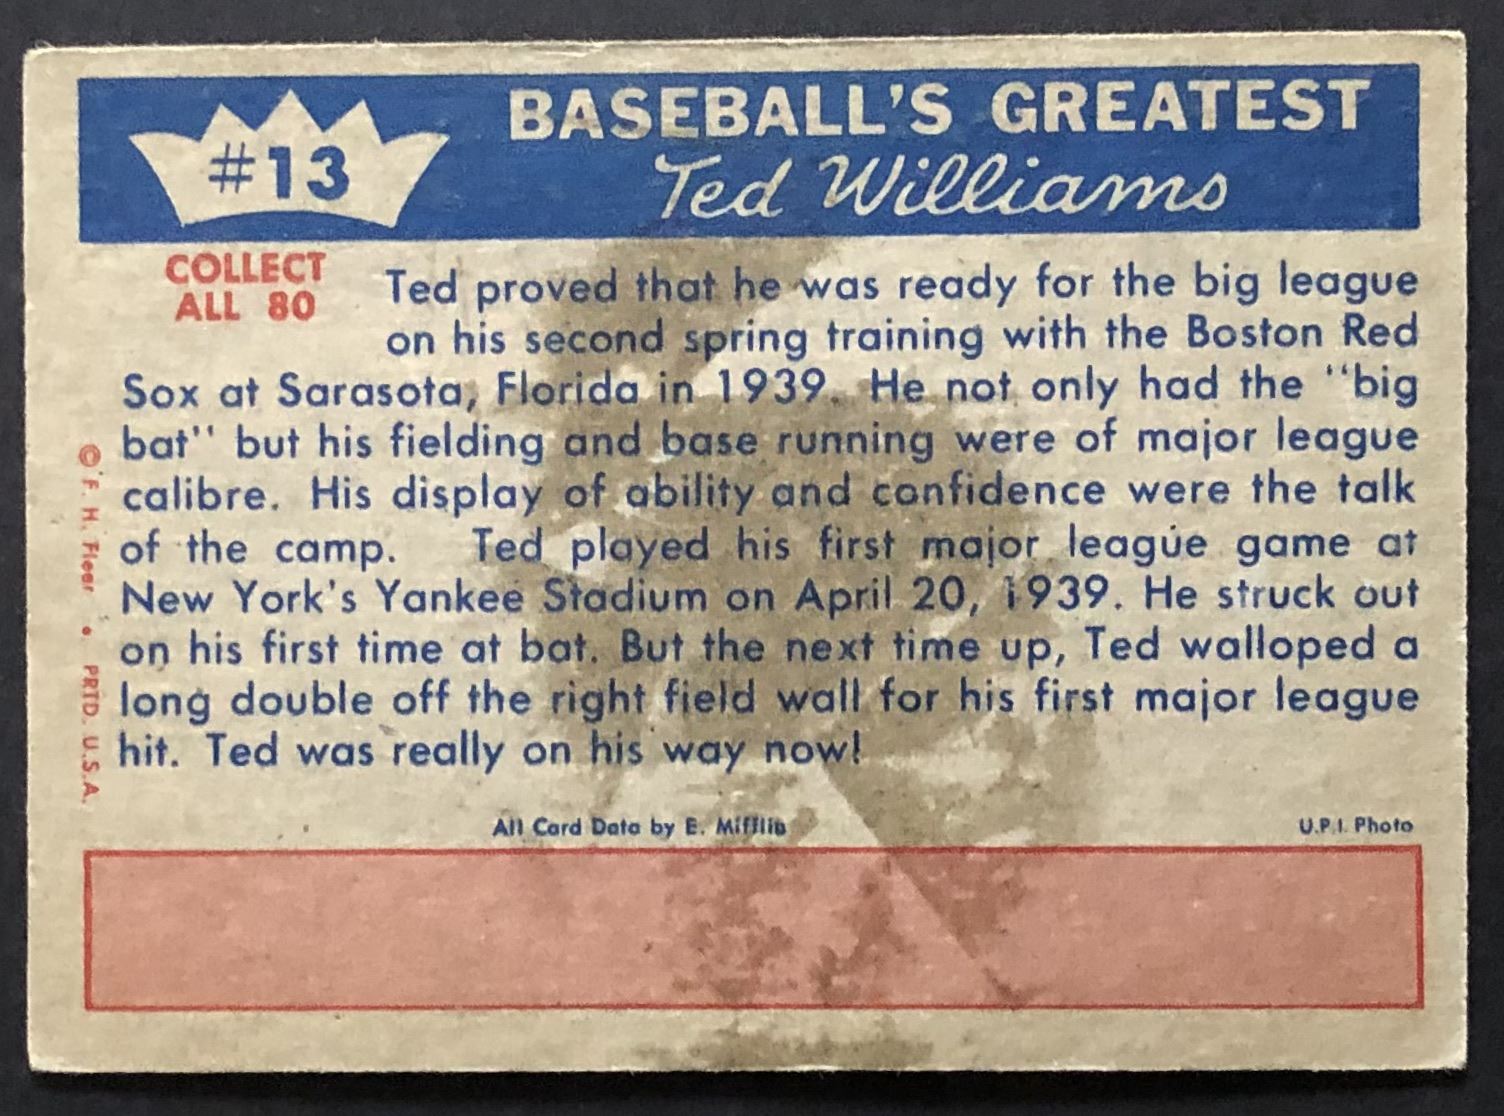 #13
BASEBALL'S GREATEST
Ted Williams
COLLECT
ALL 80
Ted proved that he was ready for the big league
on his second spring training with the Boston Red
Sox at Sarasota, Florida in 1939. He not only had the "big
bat" but his fielding and base running were of major league
calibre. His display of ability and confidence were the talk
of the camp. Ted played his first major league game at
New York's Yankee Stadium on April 20, 1939. He struck out
on his first time at bat. But the next time up, Ted walloped a
long double off the right field wall for his first major league
hit. Ted was really on his way now!
© F. H. Fleer • PRTD. U.S.A.
All Card Data by E. Mifflin
U.P.I. Photo